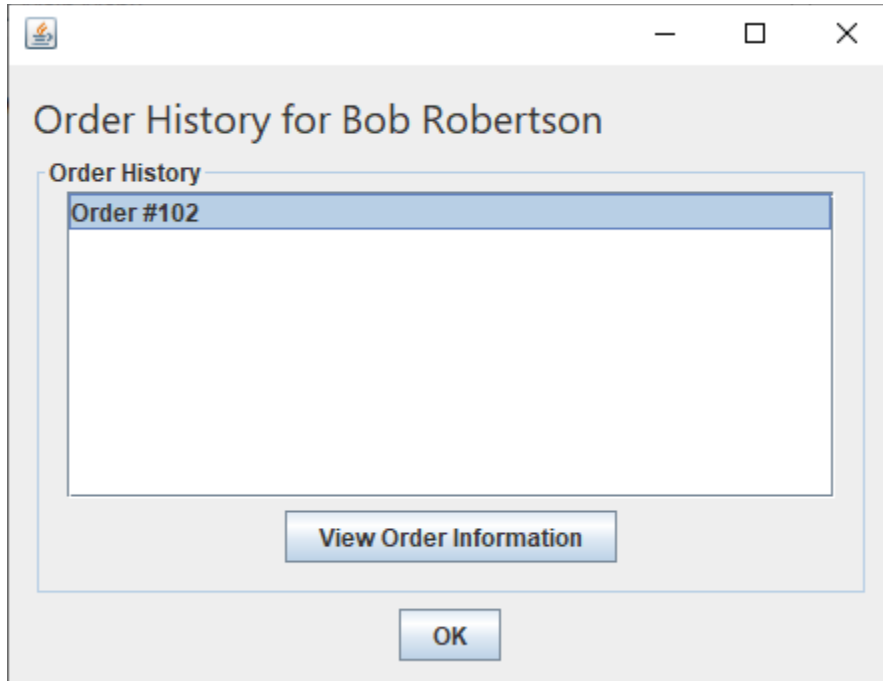 Order History for Bob Robertson
Order History
Order #102
View Order Information
OK